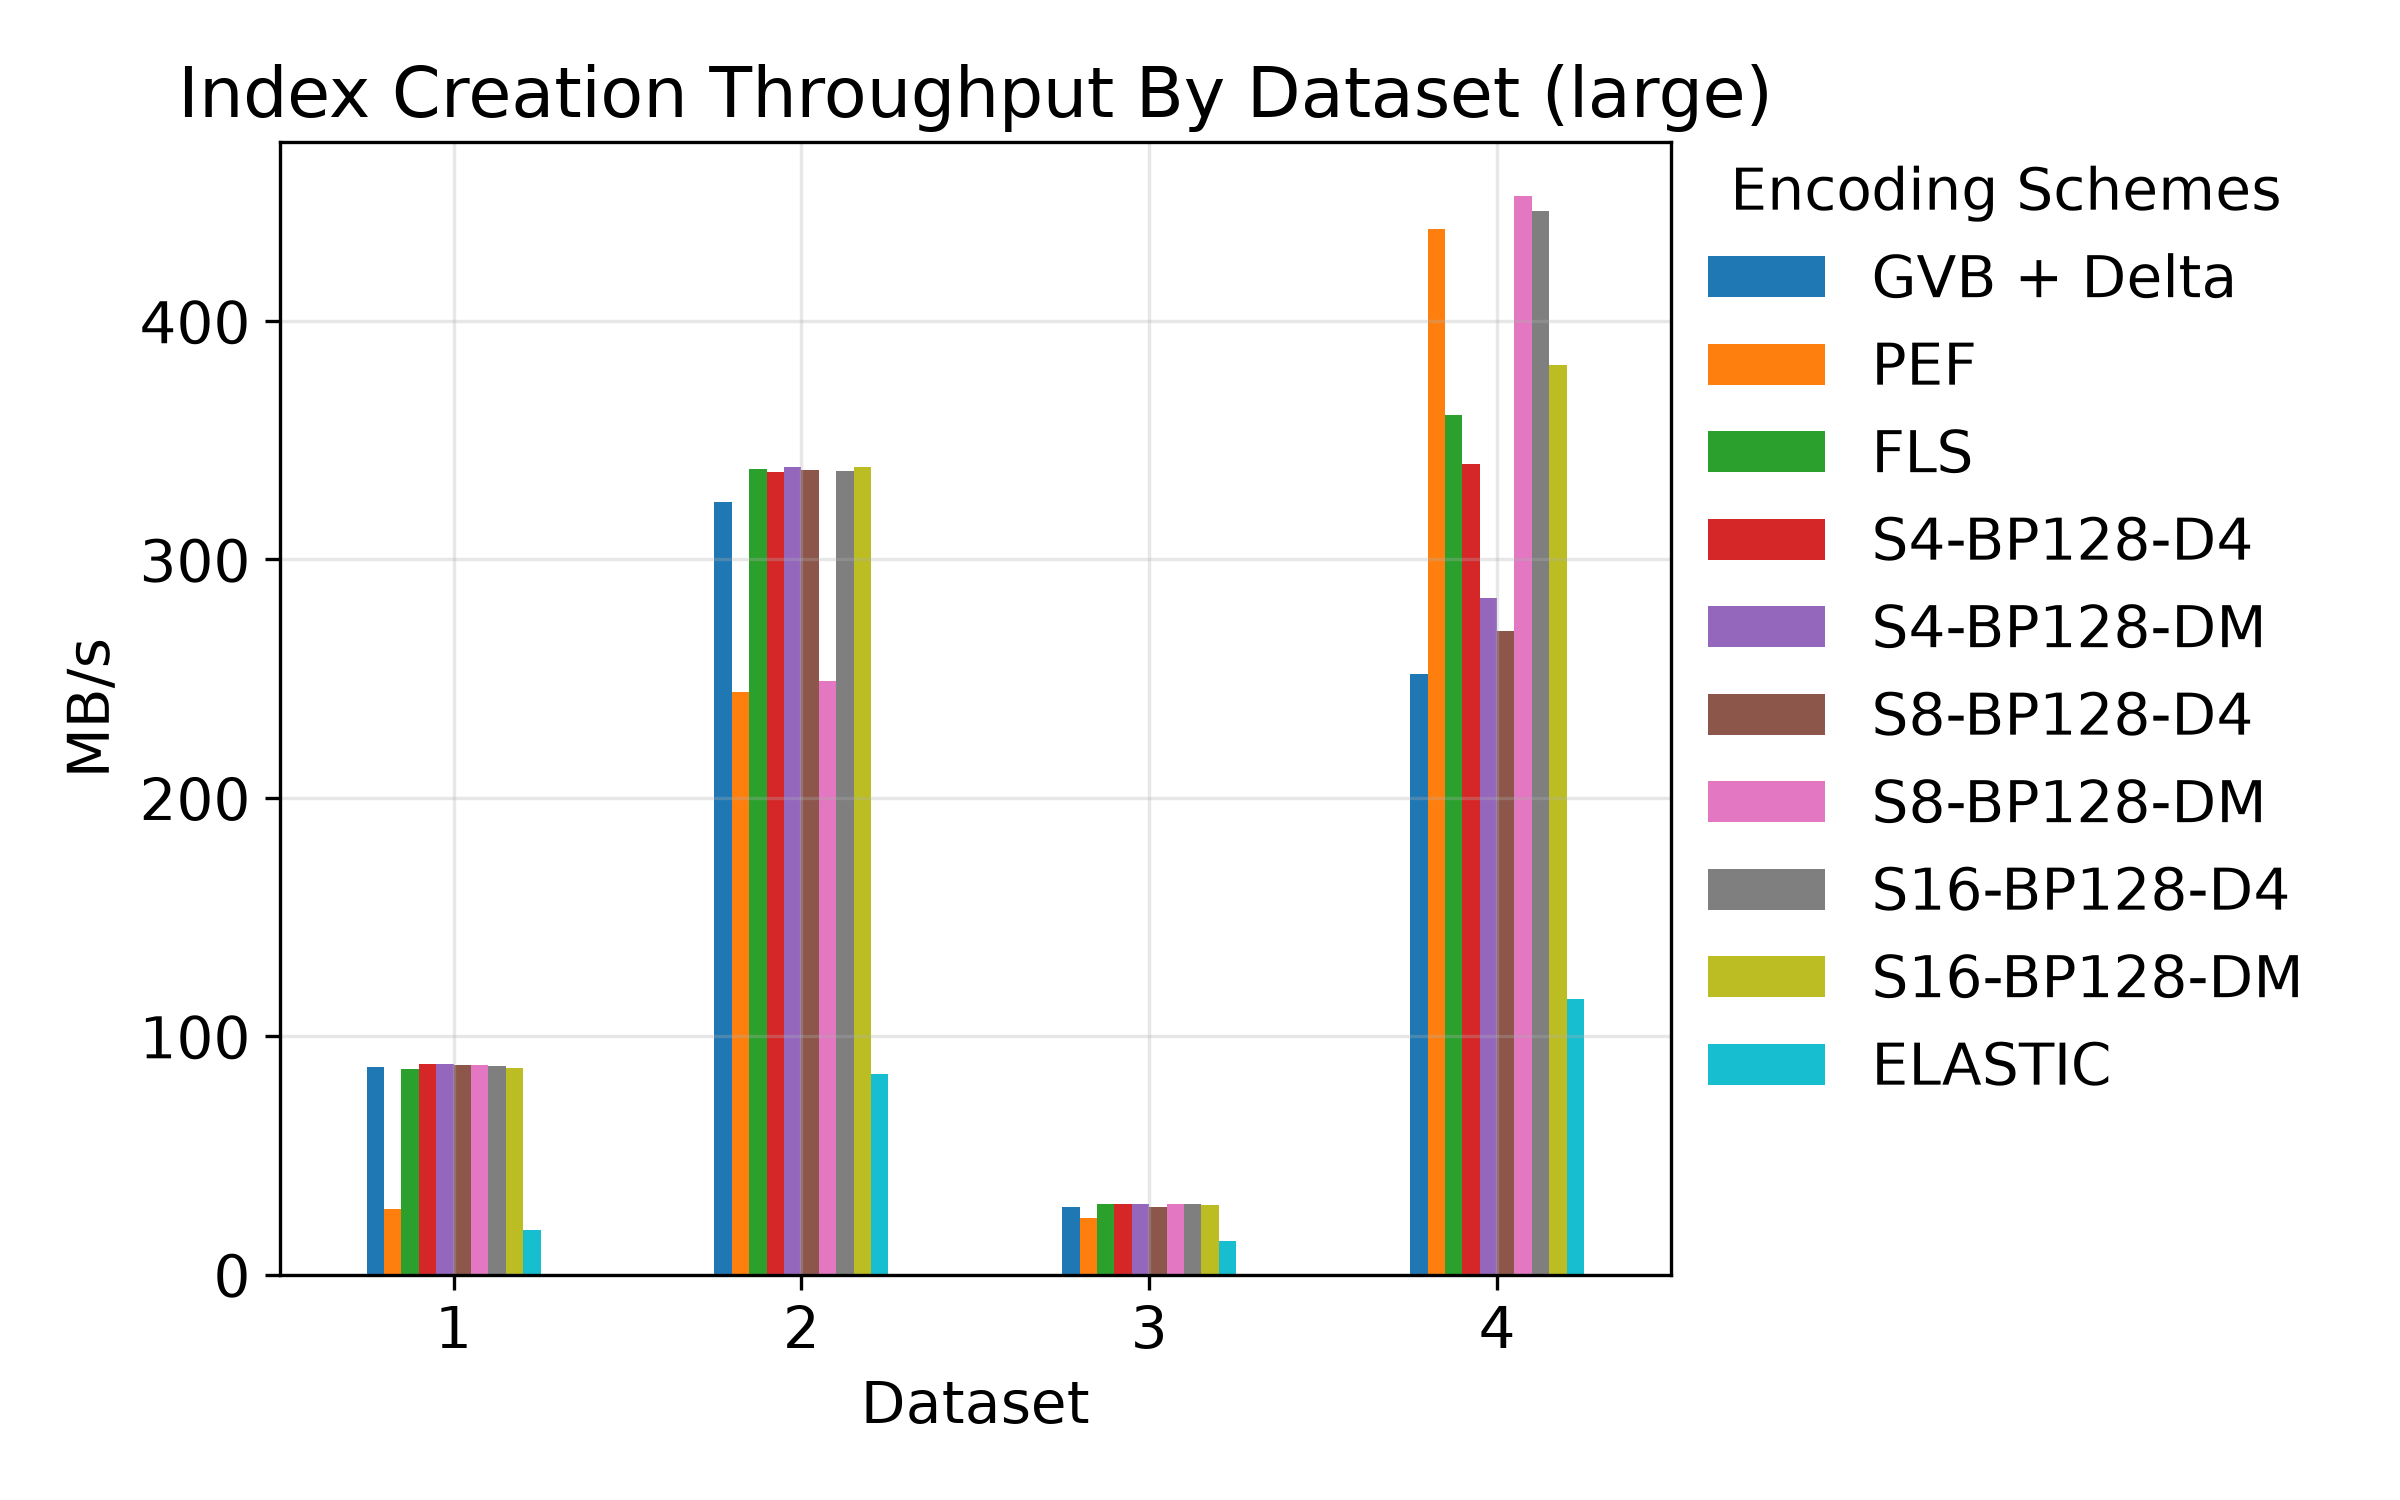 Index Creation Throughput By Dataset (large)
Encoding Schemes
GVB + Delta
PEF
FLS
S4-BP128-D4
S4-BP128-DM
S8-BP128-D4
S8-BP128-DM
S16-BP128-D4
S16-BP128-DM
ELASTIC
MB/s
400
300
200
100
0
1 2 3 4
Dataset